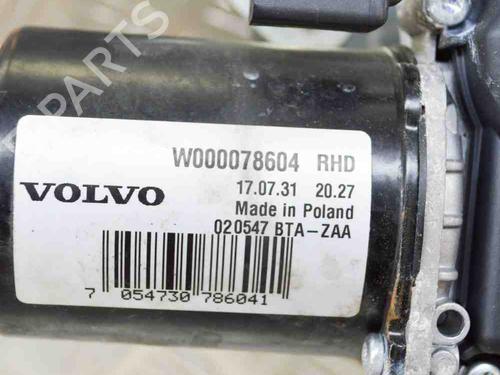 W000078604 RHD
VOLVO
17.07.31 20.27
Made in Poland
020547 BTA-ZAA
7 054730 786041